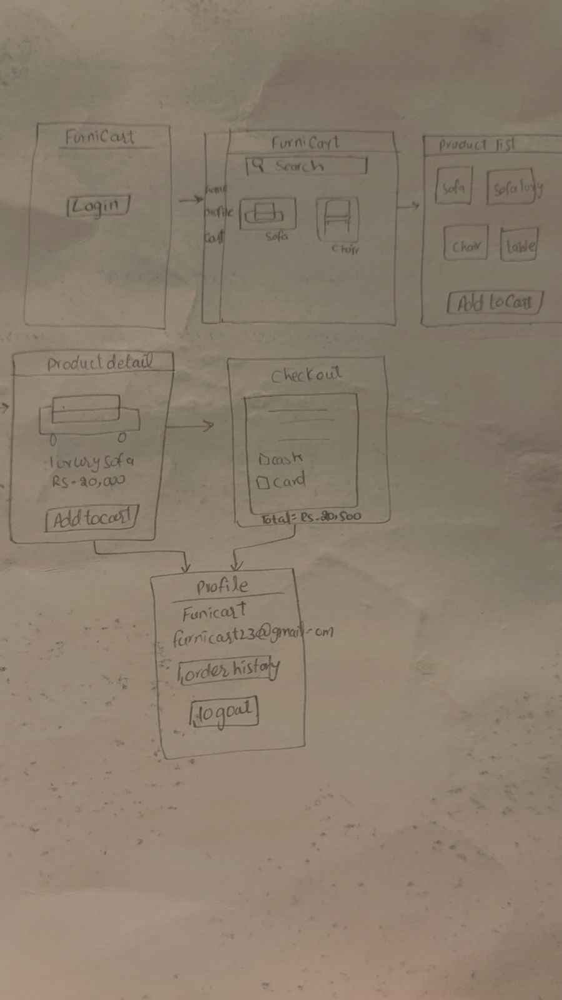 FurniCart
Login
FurniCart
Search
home
profile
Cart
Sofa
Chair
Product list
Sofa
Chair
table
Add to Cart
Product detail
luxury sofa
RS. 20,000
Add to cart
Checkout
cash
Card
Total = Rs. 20,500
Profile
Funicart
furnicart23@gmail.om
order history
logout